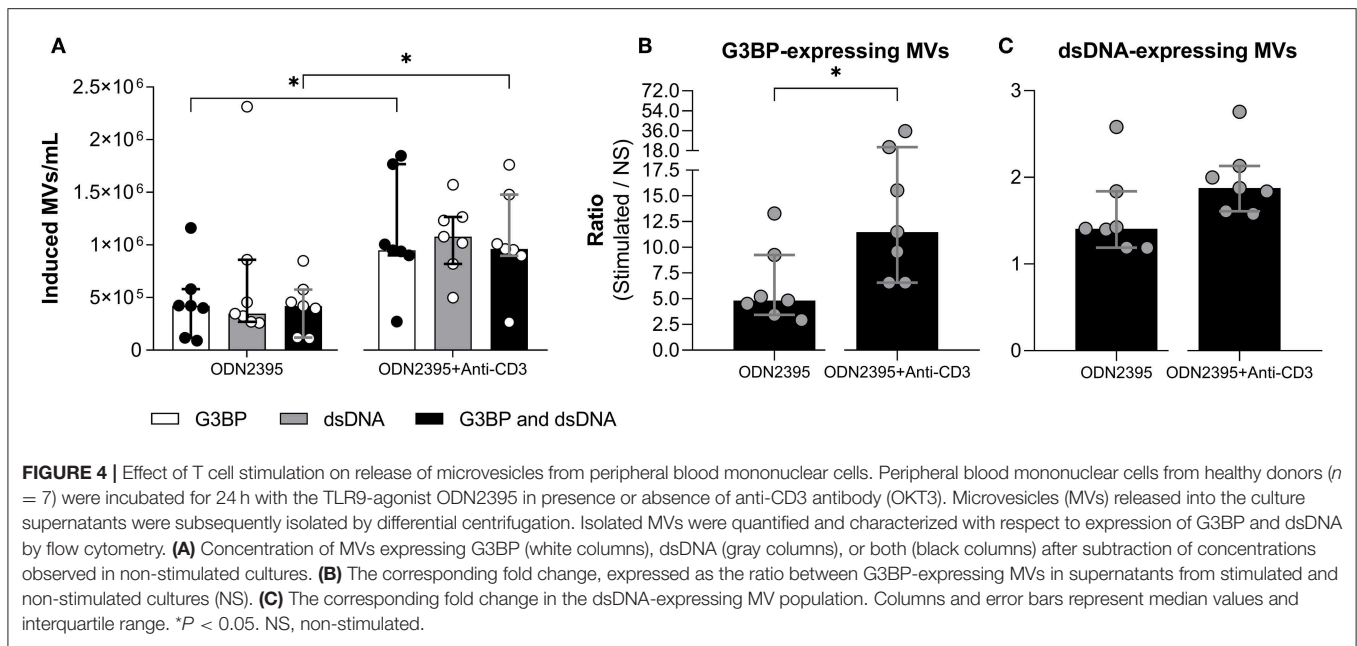 A
Induced MVs/mL
2.5×10⁶
2×10⁶
1.5×10⁶
1×10⁶
5×10⁵
0
*
*
ODN2395
ODN2395+Anti-CD3
G3BP
dsDNA
G3BP and dsDNA
B
G3BP-expressing MVs
Ratio
(Stimulated / NS)
72.0
54.0
36.0
18.0
17.5
15.0
12.5
10.0
7.5
5.0
2.5
0.0
*
ODN2395
ODN2395+Anti-CD3
C
dsDNA-expressing MVs
3
2
1
0
ODN2395
ODN2395+Anti-CD3
FIGURE 4 | Effect of T cell stimulation on release of microvesicles from peripheral blood mononuclear cells. Peripheral blood mononuclear cells from healthy donors (n
= 7) were incubated for 24 h with the TLR9-agonist ODN2395 in presence or absence of anti-CD3 antibody (OKT3). Microvesicles (MVs) released into the culture
supernatants were subsequently isolated by differential centrifugation. Isolated MVs were quantified and characterized with respect to expression of G3BP and dsDNA
by flow cytometry. (A) Concentration of MVs expressing G3BP (white columns), dsDNA (gray columns), or both (black columns) after subtraction of concentrations
observed in non-stimulated cultures. (B) The corresponding fold change, expressed as the ratio between G3BP-expressing MVs in supernatants from stimulated and
non-stimulated cultures (NS). (C) The corresponding fold change in the dsDNA-expressing MV population. Columns and error bars represent median values and
interquartile range. *P < 0.05. NS, non-stimulated.